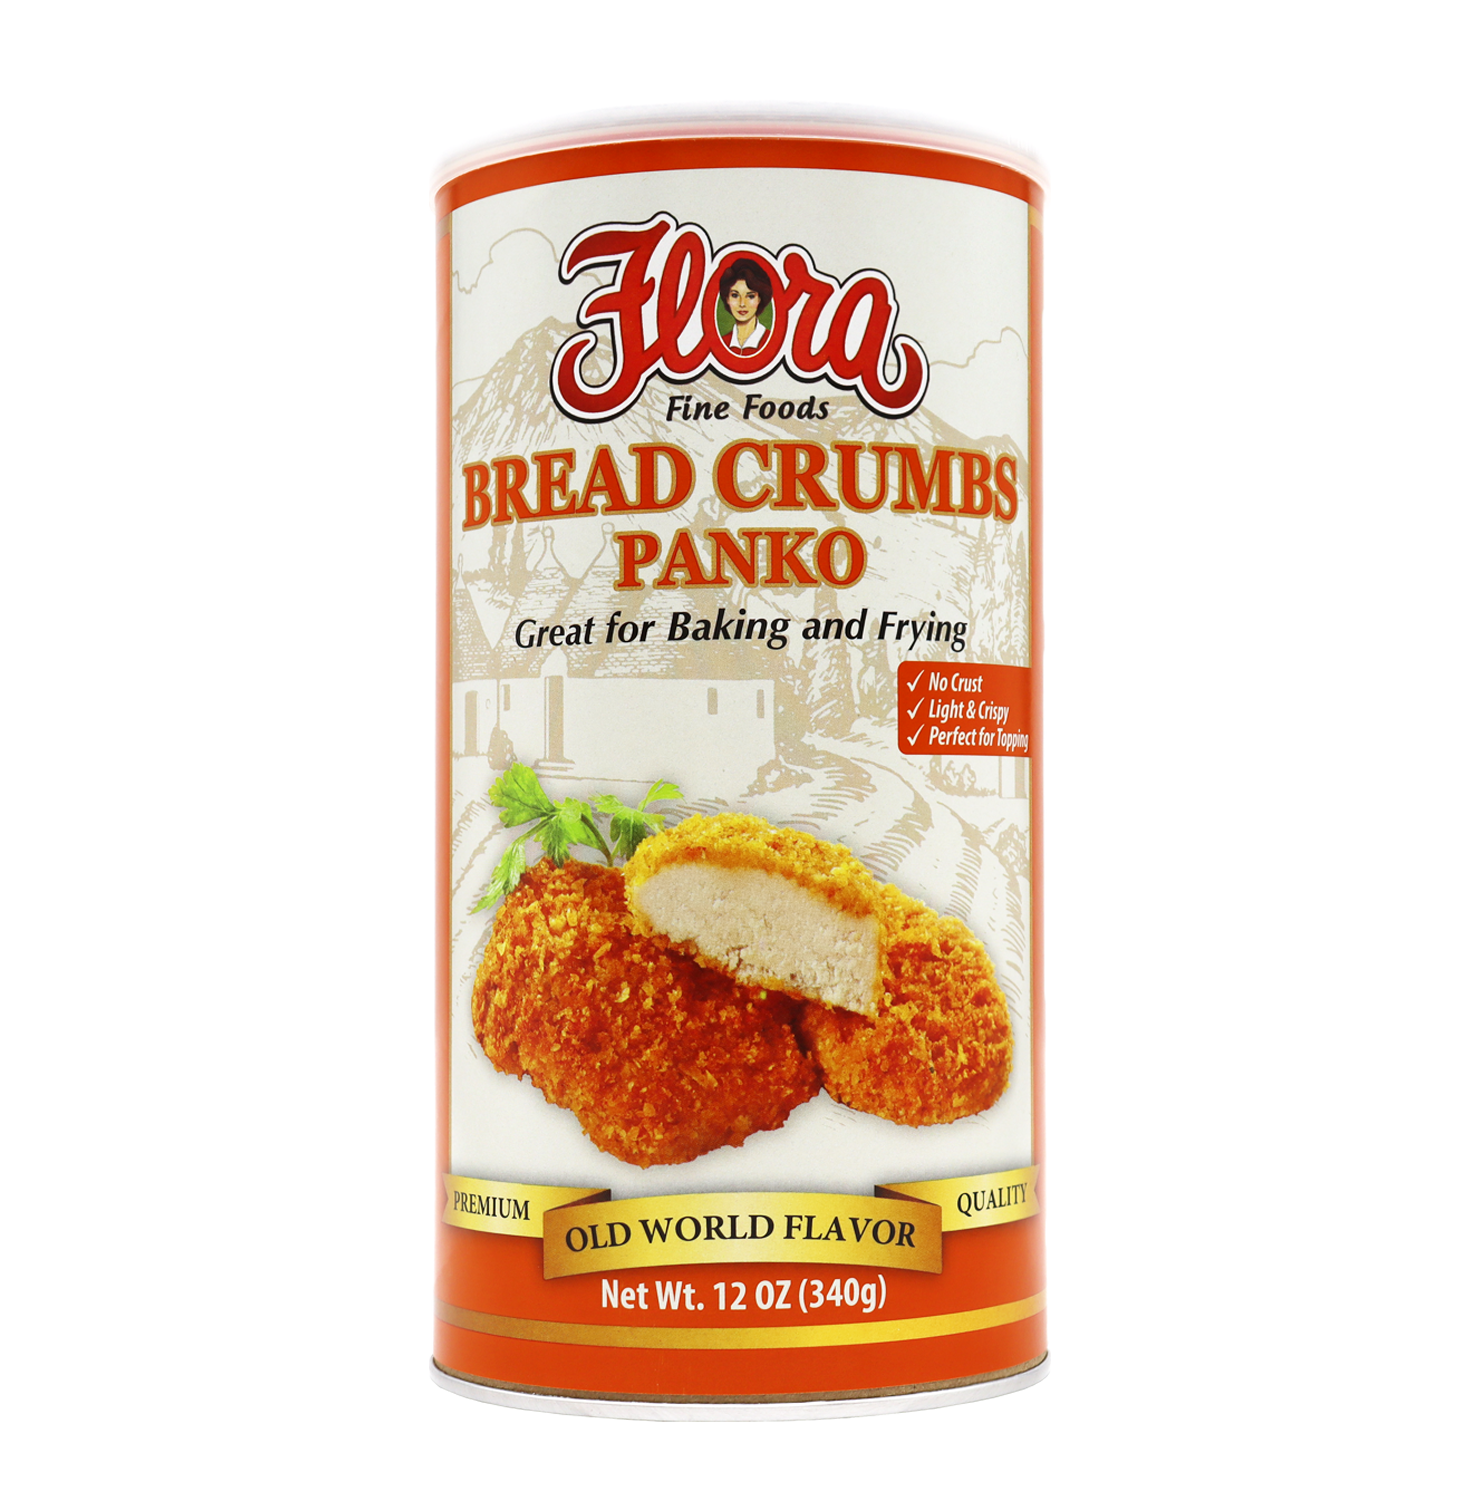 Flora
Fine Foods
BREAD CRUMBS
PANKO
Great for Baking and Frying
✓ No Crust
✓ Light & Crispy
✓ Perfect for Topping
PREMIUM
OLD WORLD FLAVOR
QUALITY
Net Wt. 12 OZ (340g)